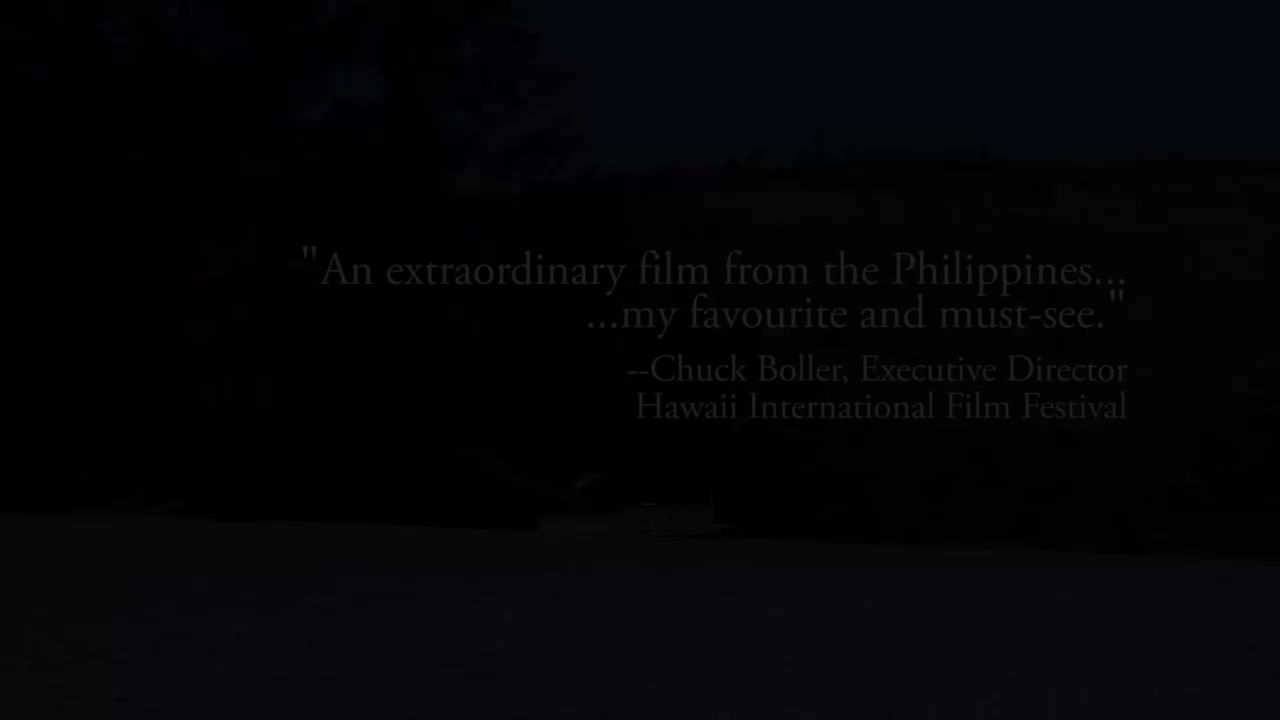 "An extraordinary film from the Philippines...
...my favourite and must-see."
--Chuck Boller, Executive Director
Hawaii International Film Festival